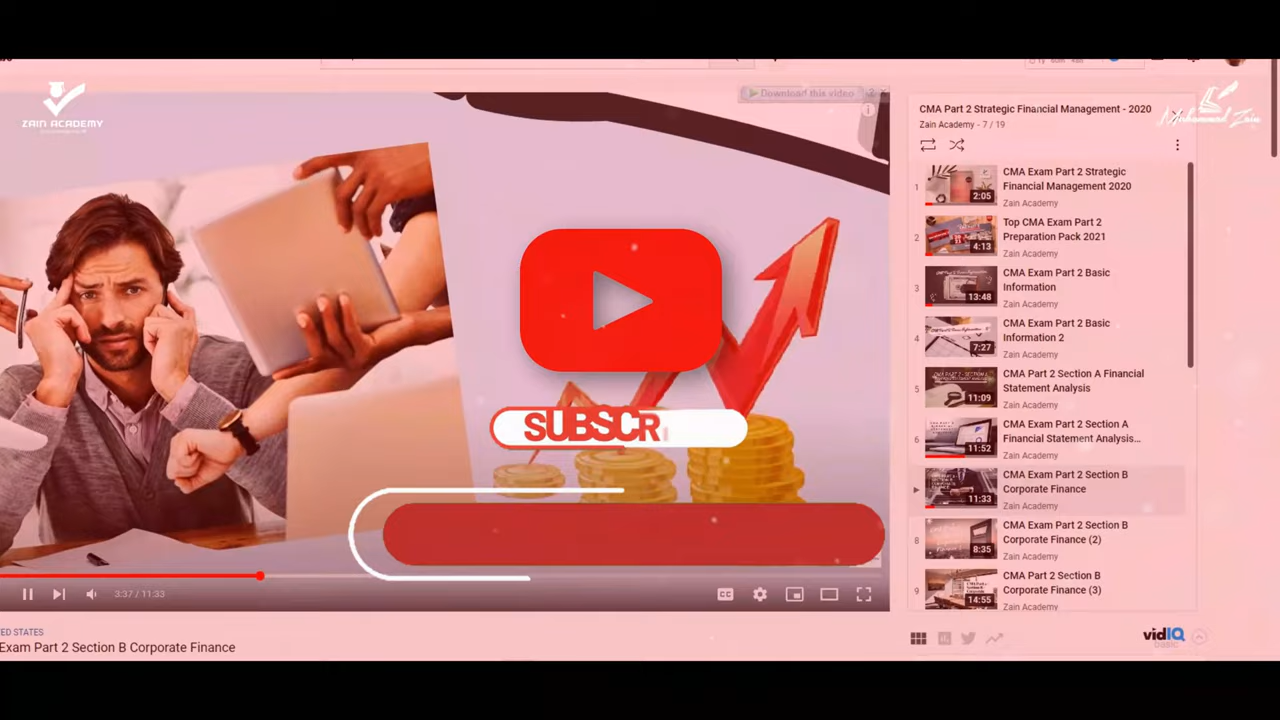 Download this video
ZAIN ACADEMY
Muhammad Zain
CMA Part 2 Strategic Financial Management - 2020
Zain Academy - 7 / 19
1
2:05
CMA Exam Part 2 Strategic
Financial Management 2020
Zain Academy
2
4:13
Top CMA Exam Part 2
Preparation Pack 2021
Zain Academy
3
13:48
CMA Exam Part 2 Basic
Information
Zain Academy
4
7:27
CMA Exam Part 2 Basic
Information 2
Zain Academy
5
11:09
CMA Part 2 Section A Financial
Statement Analysis
Zain Academy
6
11:52
CMA Exam Part 2 Section A
Financial Statement Analysis...
Zain Academy
11:33
CMA Exam Part 2 Section B
Corporate Finance
Zain Academy
8
8:35
CMA Exam Part 2 Section B
Corporate Finance (2)
Zain Academy
9
14:55
CMA Part 2 Section B
Corporate Finance (3)
Zain Academy
SUBSCR
3:37 / 11:33
CC
ED STATES
Exam Part 2 Section B Corporate Finance
vidIQ
basic